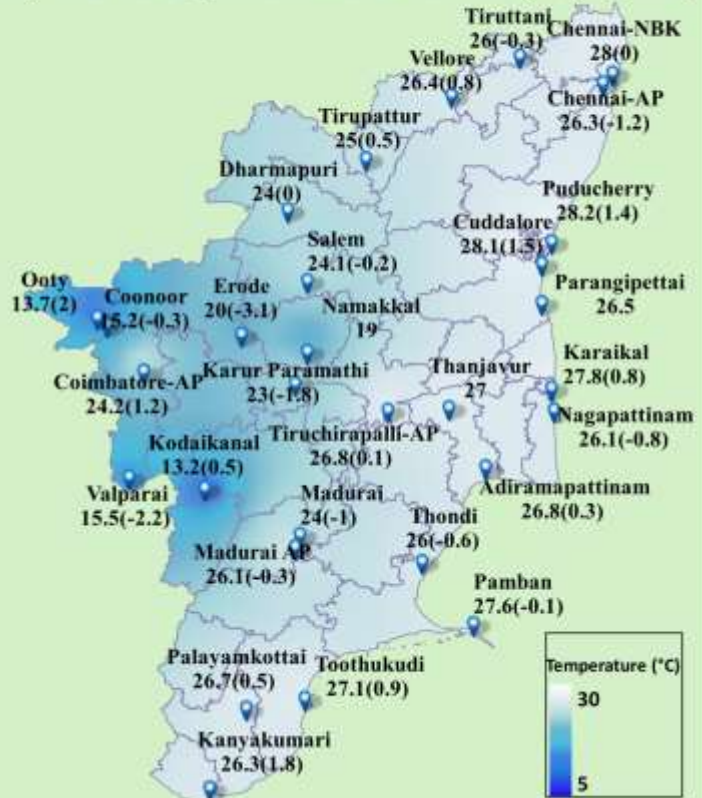 Tiruttani
26(-0.3)
Chennai-NBK
28(0)
Vellore
26.4(0.8)
Chennai-AP
26.3(-1.2)
Tirupattur
25(0.5)
Dharmapuri
24(0)
Puducherry
28.2(1.4)
Cuddalore
28.1(1.5)
Salem
24.1(-0.2)
Ooty
13.7(2)
Coonoor
15.2(-0.3)
Erode
20(-3.1)
Namakkal
19
Parangipettai
26.5
Coimbatore-AP
24.2(1.2)
Karur Paramathi
23(-1.8)
Thanjavur
27
Karaikal
27.8(0.8)
Nagapattinam
26.1(-0.8)
Tiruchirapalli-AP
26.8(0.1)
Kodaikanal
13.2(0.5)
Valparai
15.5(-2.2)
Madurai
24(-1)
Adiramapattinam
26.8(0.3)
Thondi
26(-0.6)
Madurai AP
26.1(-0.3)
Pamban
27.6(-0.1)
Palayamkottai
26.7(0.5)
Toothukudi
27.1(0.9)
Kanyakumari
26.3(1.8)
Temperature (°C)
30
5